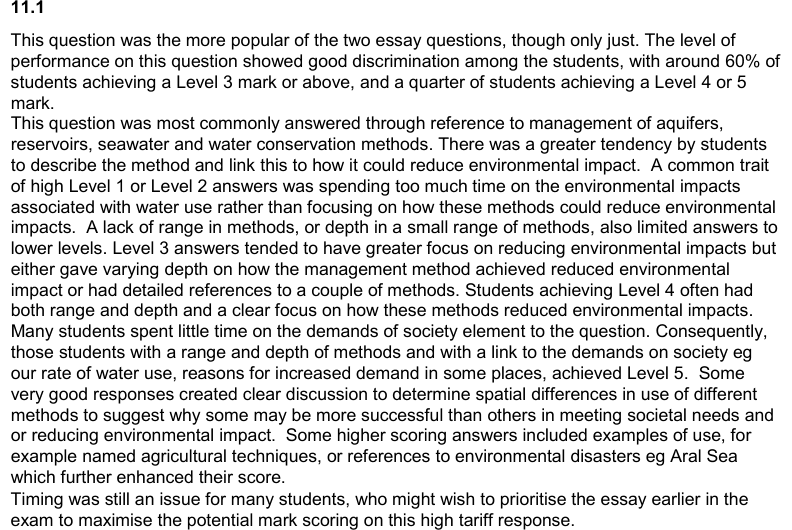 11.1
This question was the more popular of the two essay questions, though only just. The level of
performance on this question showed good discrimination among the students, with around 60% of
students achieving a Level 3 mark or above, and a quarter of students achieving a Level 4 or 5
mark.
This question was most commonly answered through reference to management of aquifers,
reservoirs, seawater and water conservation methods. There was a greater tendency by students
to describe the method and link this to how it could reduce environmental impact.  A common trait
of high Level 1 or Level 2 answers was spending too much time on the environmental impacts
associated with water use rather than focusing on how these methods could reduce environmental
impacts.  A lack of range in methods, or depth in a small range of methods, also limited answers to
lower levels. Level 3 answers tended to have greater focus on reducing environmental impacts but
either gave varying depth on how the management method achieved reduced environmental
impact or had detailed references to a couple of methods. Students achieving Level 4 often had
both range and depth and a clear focus on how these methods reduced environmental impacts.
Many students spent little time on the demands of society element to the question. Consequently,
those students with a range and depth of methods and with a link to the demands on society eg
our rate of water use, reasons for increased demand in some places, achieved Level 5.  Some
very good responses created clear discussion to determine spatial differences in use of different
methods to suggest why some may be more successful than others in meeting societal needs and
or reducing environmental impact.  Some higher scoring answers included examples of use, for
example named agricultural techniques, or references to environmental disasters eg Aral Sea
which further enhanced their score.
Timing was still an issue for many students, who might wish to prioritise the essay earlier in the
exam to maximise the potential mark scoring on this high tariff response.